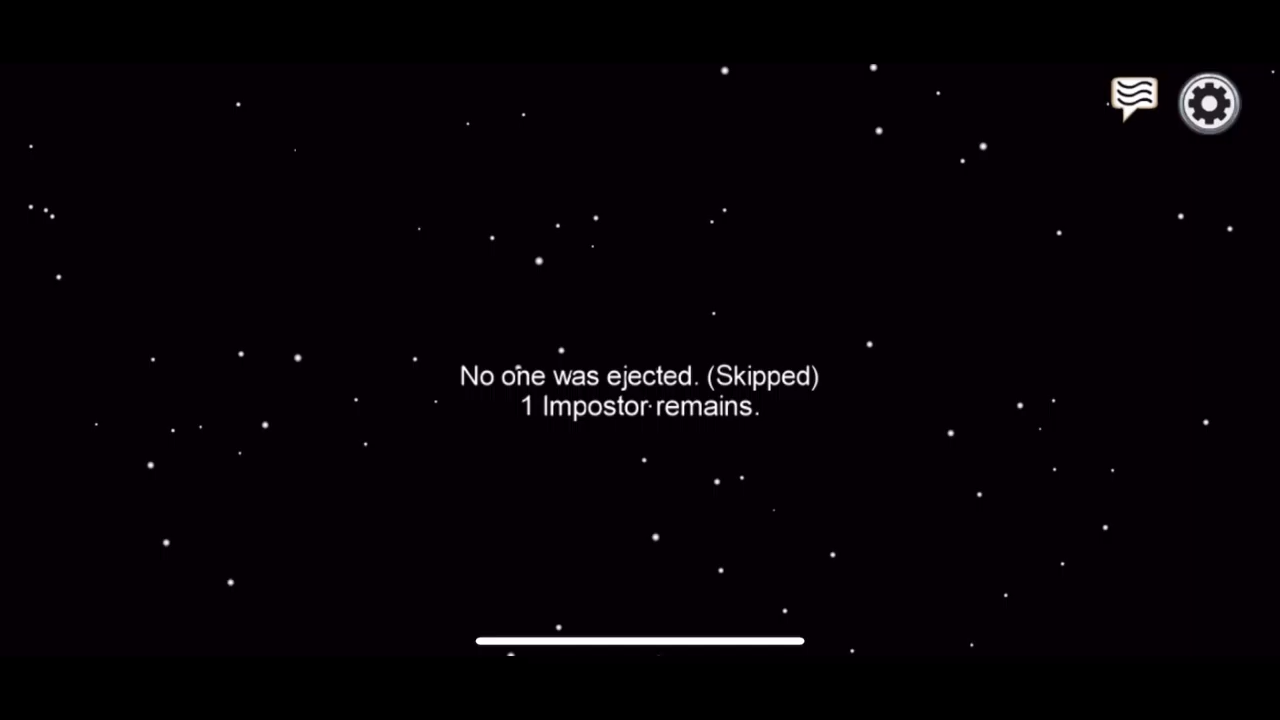 No one was ejected. (Skipped)
1 Impostor remains.